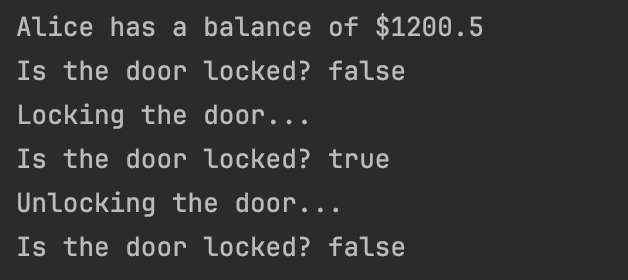 Alice has a balance of $1200.5
Is the door locked? false
Locking the door...
Is the door locked? true
Unlocking the door...
Is the door locked? false